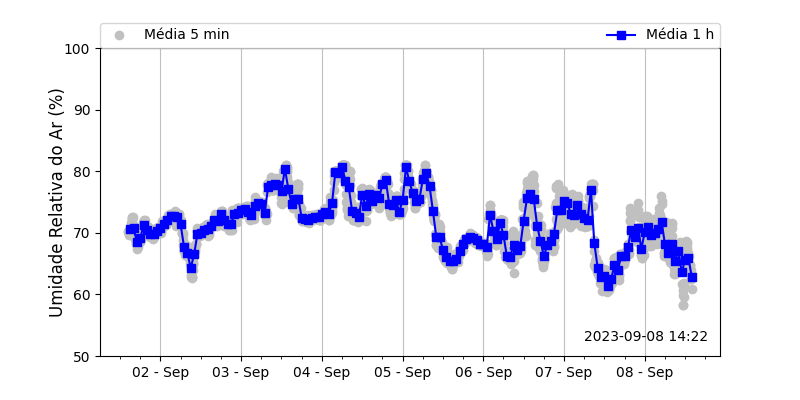 Média 5 min
Média 1 h
Umidade Relativa do Ar (%)
100
90
80
70
60
50
2023-09-08 14:22
02 - Sep
03 - Sep
04 - Sep
05 - Sep
06 - Sep
07 - Sep
08 - Sep